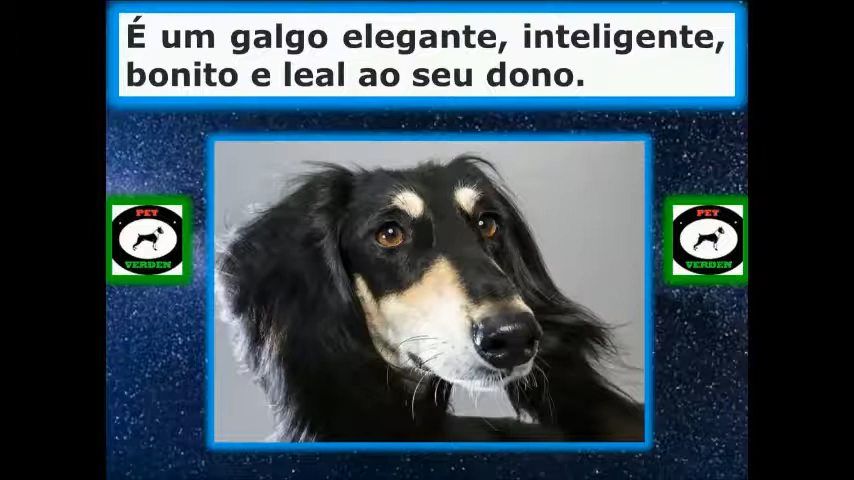 É um galgo elegante, inteligente,
bonito e leal ao seu dono.
PET
VERDEN
PET
VERDEN